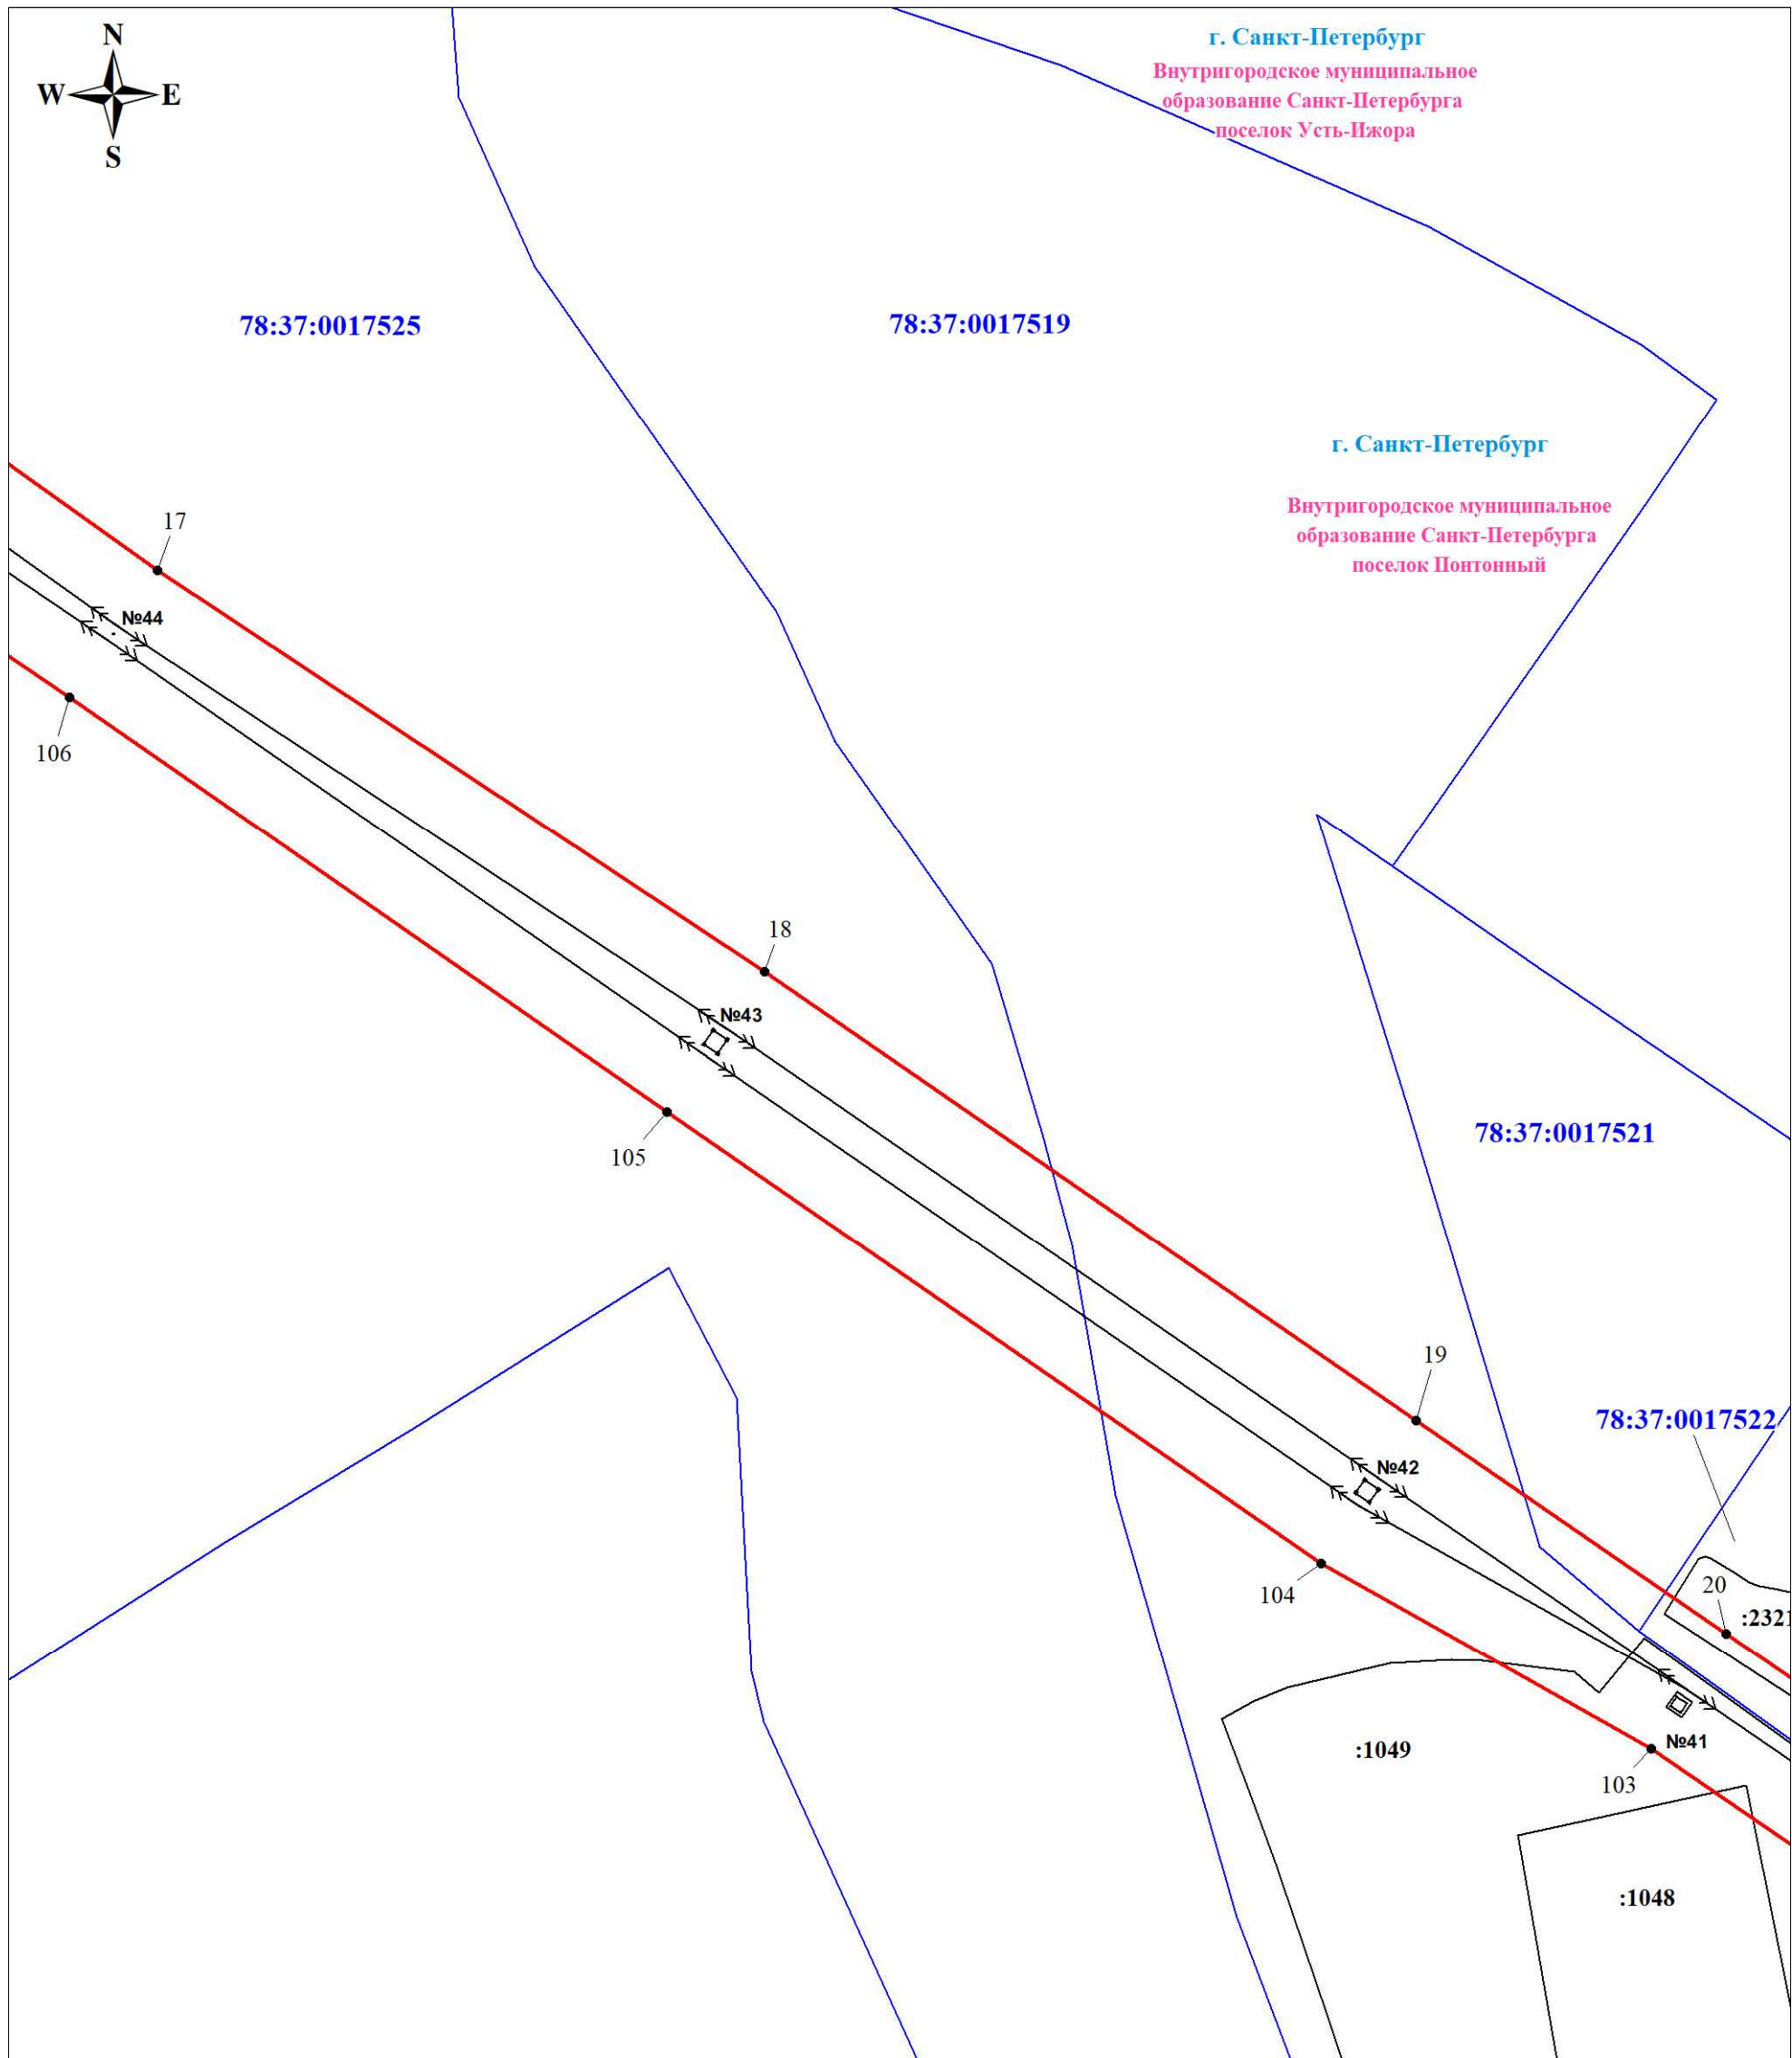 N
W E
S
г. Санкт-Петербург
Внутригородское муниципальное
образование Санкт-Петербурга
поселок Усть-Ижора
78:37:0017525
78:37:0017519
г. Санкт-Петербург
Внутригородское муниципальное
образование Санкт-Петербурга
поселок Понтонный
17
№44
106
18
№43
105
78:37:0017521
19
78:37:0017522
№42
104
20
:2321
№41
:1049
103
:1048